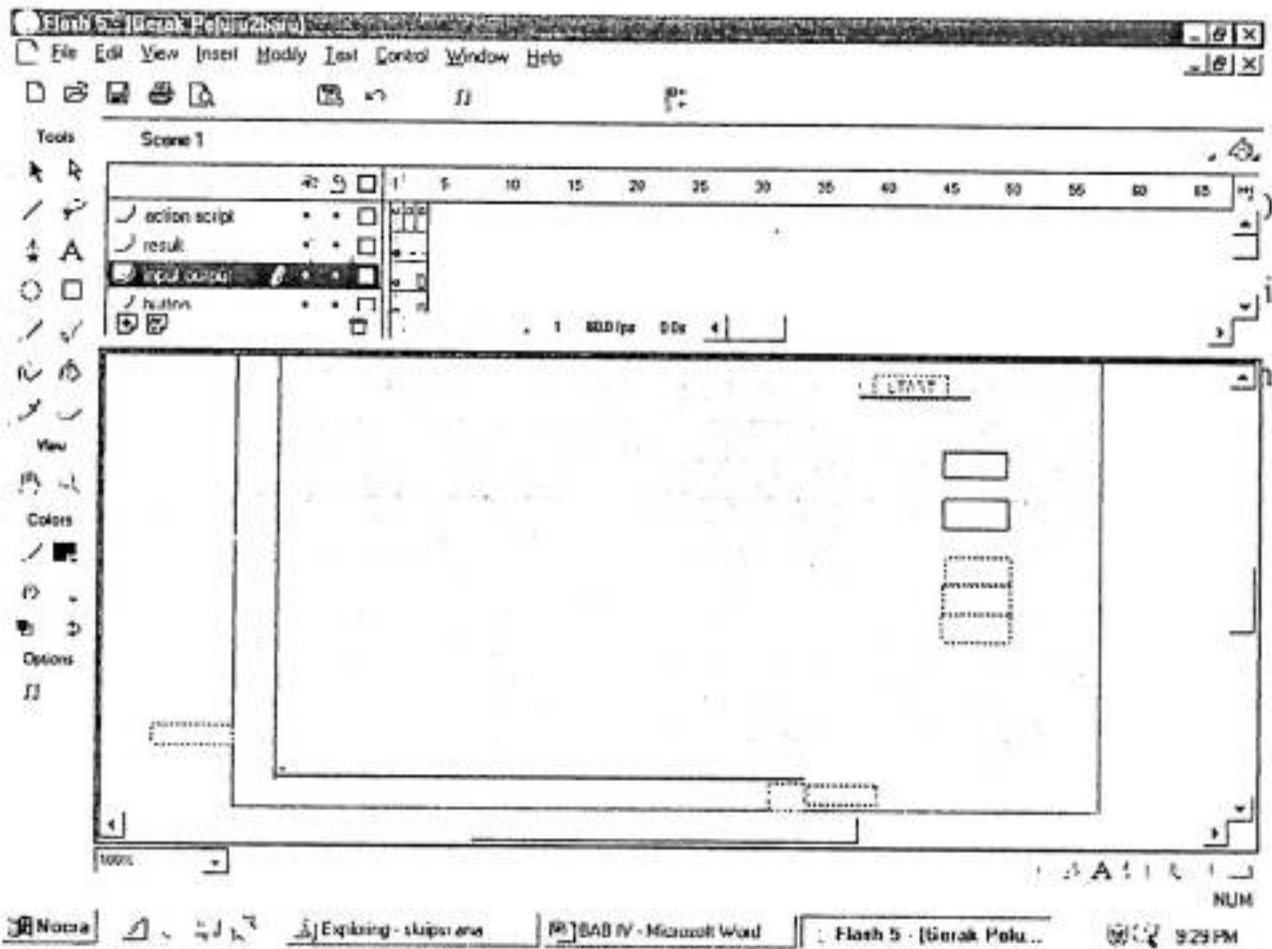 Flash 5 - [Gerak Peluru2baru]
File Edit View Insert Modify Text Control Window Help
Tools
Scene 1
1 5 10 15 20 25 30 35 40 45 50 55 60 65
action script
result
input output
button
1 80.0 fps 0.0s
START
View
Colors
Options
100%
NUM
Exploring - skripsi ana
BAB IV - Microsoft Word
Flash 5 - [Gerak Pelu...
9:29 PM